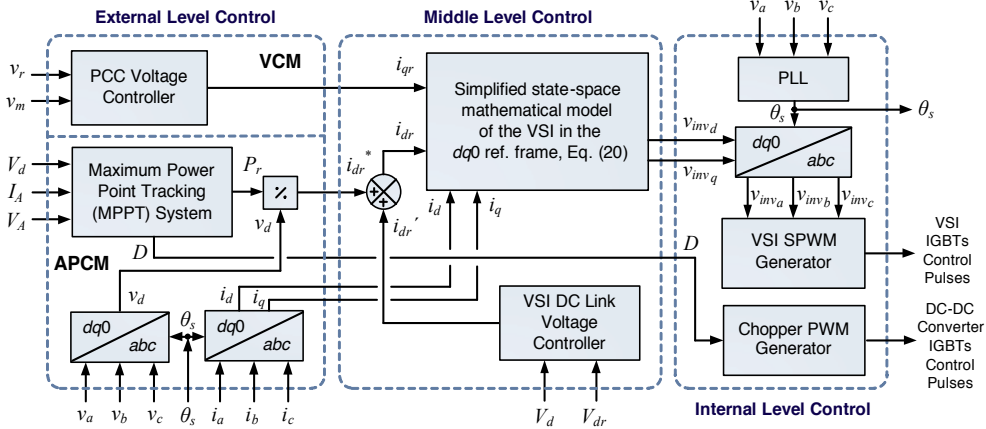 External Level Control
Middle Level Control
v_a
v_b
v_c
VCM
v_r
v_m
PCC Voltage
Controller
i_qr
Simplified state-space
mathematical model
of the VSI in the
dq0 ref. frame, Eq. (20)
i_dr
PLL
θ_s
θ_s
v_inv_d
v_inv_q
dq0
abc
V_d
I_A
V_A
Maximum Power
Point Tracking
(MPPT) System
P_r
⁒
v_d
i_dr*
+
+
i_dr′
i_d
i_q
v_inv_a
v_inv_b
v_inv_c
D
D
APCM
VSI SPWM
Generator
VSI
IGBTs
Control
Pulses
v_d
i_d
i_q
dq0
abc
θ_s
dq0
abc
VSI DC Link
Voltage
Controller
Chopper PWM
Generator
DC-DC
Converter
IGBTs
Control
Pulses
v_a
v_b
v_c
θ_s
i_a
i_b
i_c
V_d
V_dr
Internal Level Control